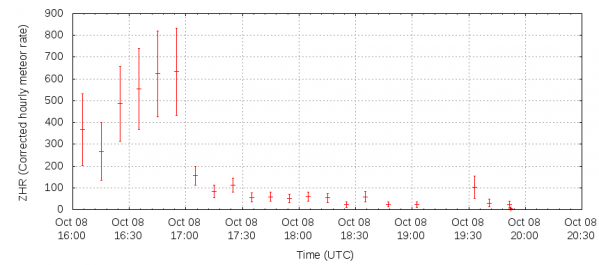 900
800
700
600
500
400
300
200
100
0
ZHR (Corrected hourly meteor rate)
Oct 08 Oct 08 Oct 08 Oct 08 Oct 08 Oct 08 Oct 08 Oct 08 Oct 08 Oct 08
16:00 16:30 17:00 17:30 18:00 18:30 19:00 19:30 20:00 20:30
Time (UTC)